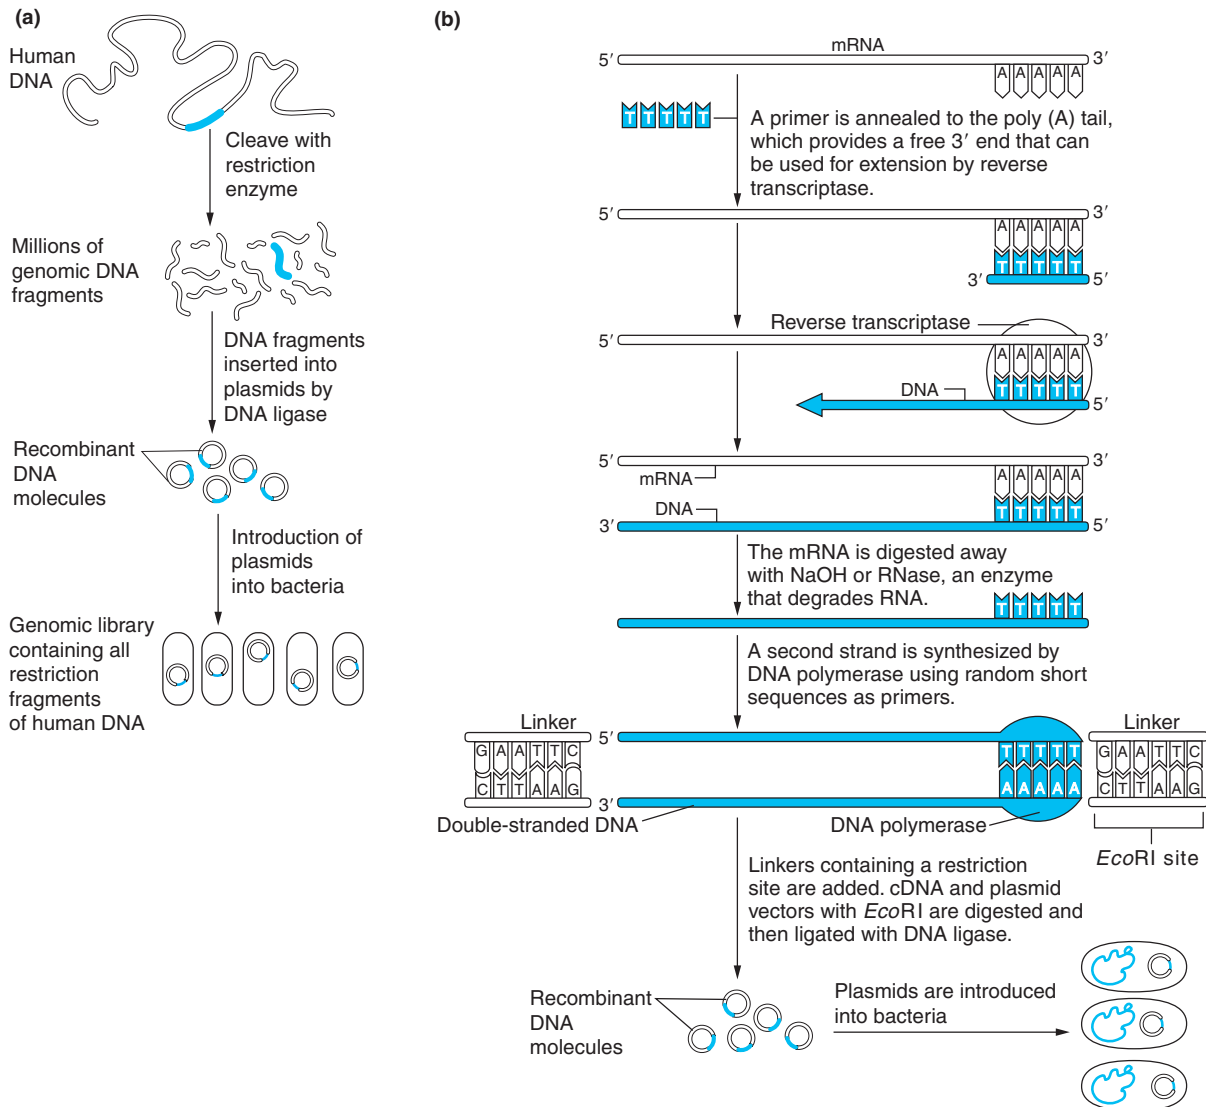 (a)
Human
DNA
Cleave with
restriction
enzyme
Millions of
genomic DNA
fragments
DNA fragments
inserted into
plasmids by
DNA ligase
Recombinant
DNA
molecules
Introduction of
plasmids
into bacteria
Genomic library
containing all
restriction
fragments
of human DNA
(b)
mRNA
5′ 3′
A A A A A
T T T T T
A primer is annealed to the poly (A) tail,
which provides a free 3′ end that can
be used for extension by reverse
transcriptase.
5′ 3′
A A A A A
T T T T T
3′ 5′
Reverse transcriptase
5′ 3′
A A A A A
T T T T T
DNA
5′
5′ 3′
mRNA
A A A A A
T T T T T
DNA
3′ 5′
The mRNA is digested away
with NaOH or RNase, an enzyme
that degrades RNA.
T T T T T
A second strand is synthesized by
DNA polymerase using random short
sequences as primers.
Linker 5′ Linker
G A A T T C T T T T T G A A T T C
C T T A A G A A A A A C T T A A G
3′
Double-stranded DNA DNA polymerase
EcoRI site
Linkers containing a restriction
site are added. cDNA and plasmid
vectors with EcoRI are digested and
then ligated with DNA ligase.
Recombinant
DNA
molecules
Plasmids are introduced
into bacteria